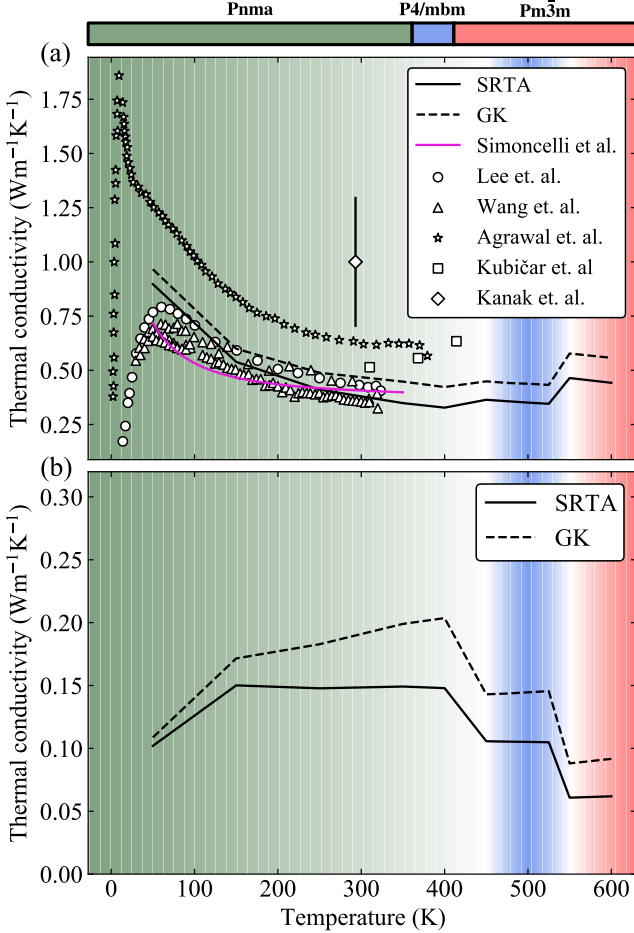 Pnma P4/mbm Pm3̄m
(a)
Thermal conductivity (Wm⁻¹K⁻¹)
1.75
1.50
1.25
1.00
0.75
0.50
0.25
SRTA
GK
Simoncelli et al.
Lee et. al.
Wang et. al.
Agrawal et. al.
Kubičar et. al
Kanak et. al.
(b)
Thermal conductivity (Wm⁻¹K⁻¹)
0.30
0.25
0.20
0.15
0.10
0.05
0.00
SRTA
GK
0 100 200 300 400 500 600
Temperature (K)